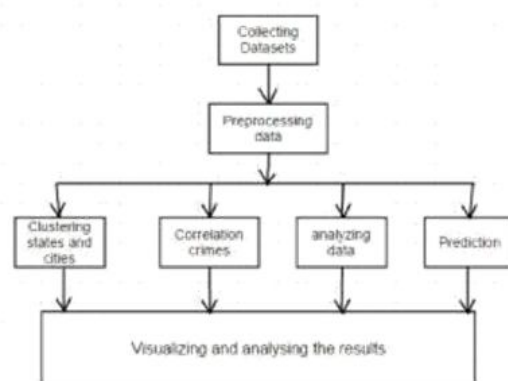 Collecting
Datasets
Preprocessing
data
Clustering
states and
cities
Correlation
crimes
analyzing
data
Prediction
Visualizing and analysing the results